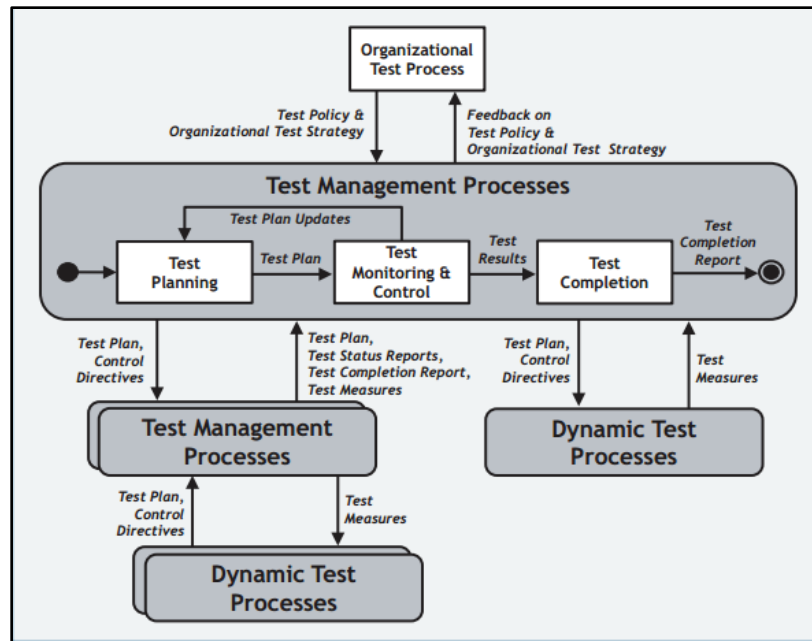 Organizational
Test Process
Test Policy &
Organizational Test Strategy
Feedback on
Test Policy &
Organizational Test Strategy
Test Management Processes
Test Plan Updates
Test
Planning
Test Plan
Test
Monitoring &
Control
Test
Results
Test
Completion
Test
Completion
Report
Test Plan,
Control
Directives
Test Plan,
Test Status Reports,
Test Completion Report,
Test Measures
Test Plan,
Control
Directives
Test
Measures
Test Management
Processes
Dynamic Test
Processes
Test Plan,
Control
Directives
Test
Measures
Dynamic Test
Processes